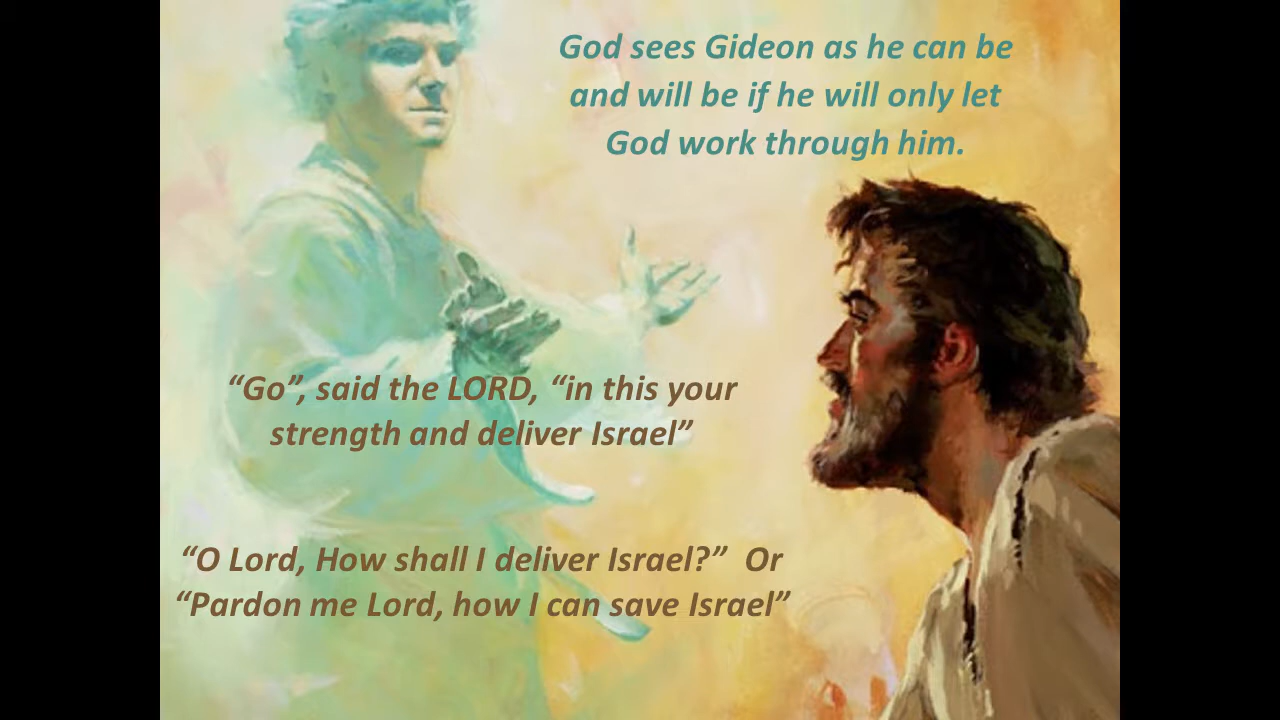 God sees Gideon as he can be
and will be if he will only let
God work through him.
“Go”, said the LORD, “in this your
strength and deliver Israel”
“O Lord, How shall I deliver Israel?”  Or
“Pardon me Lord, how I can save Israel”